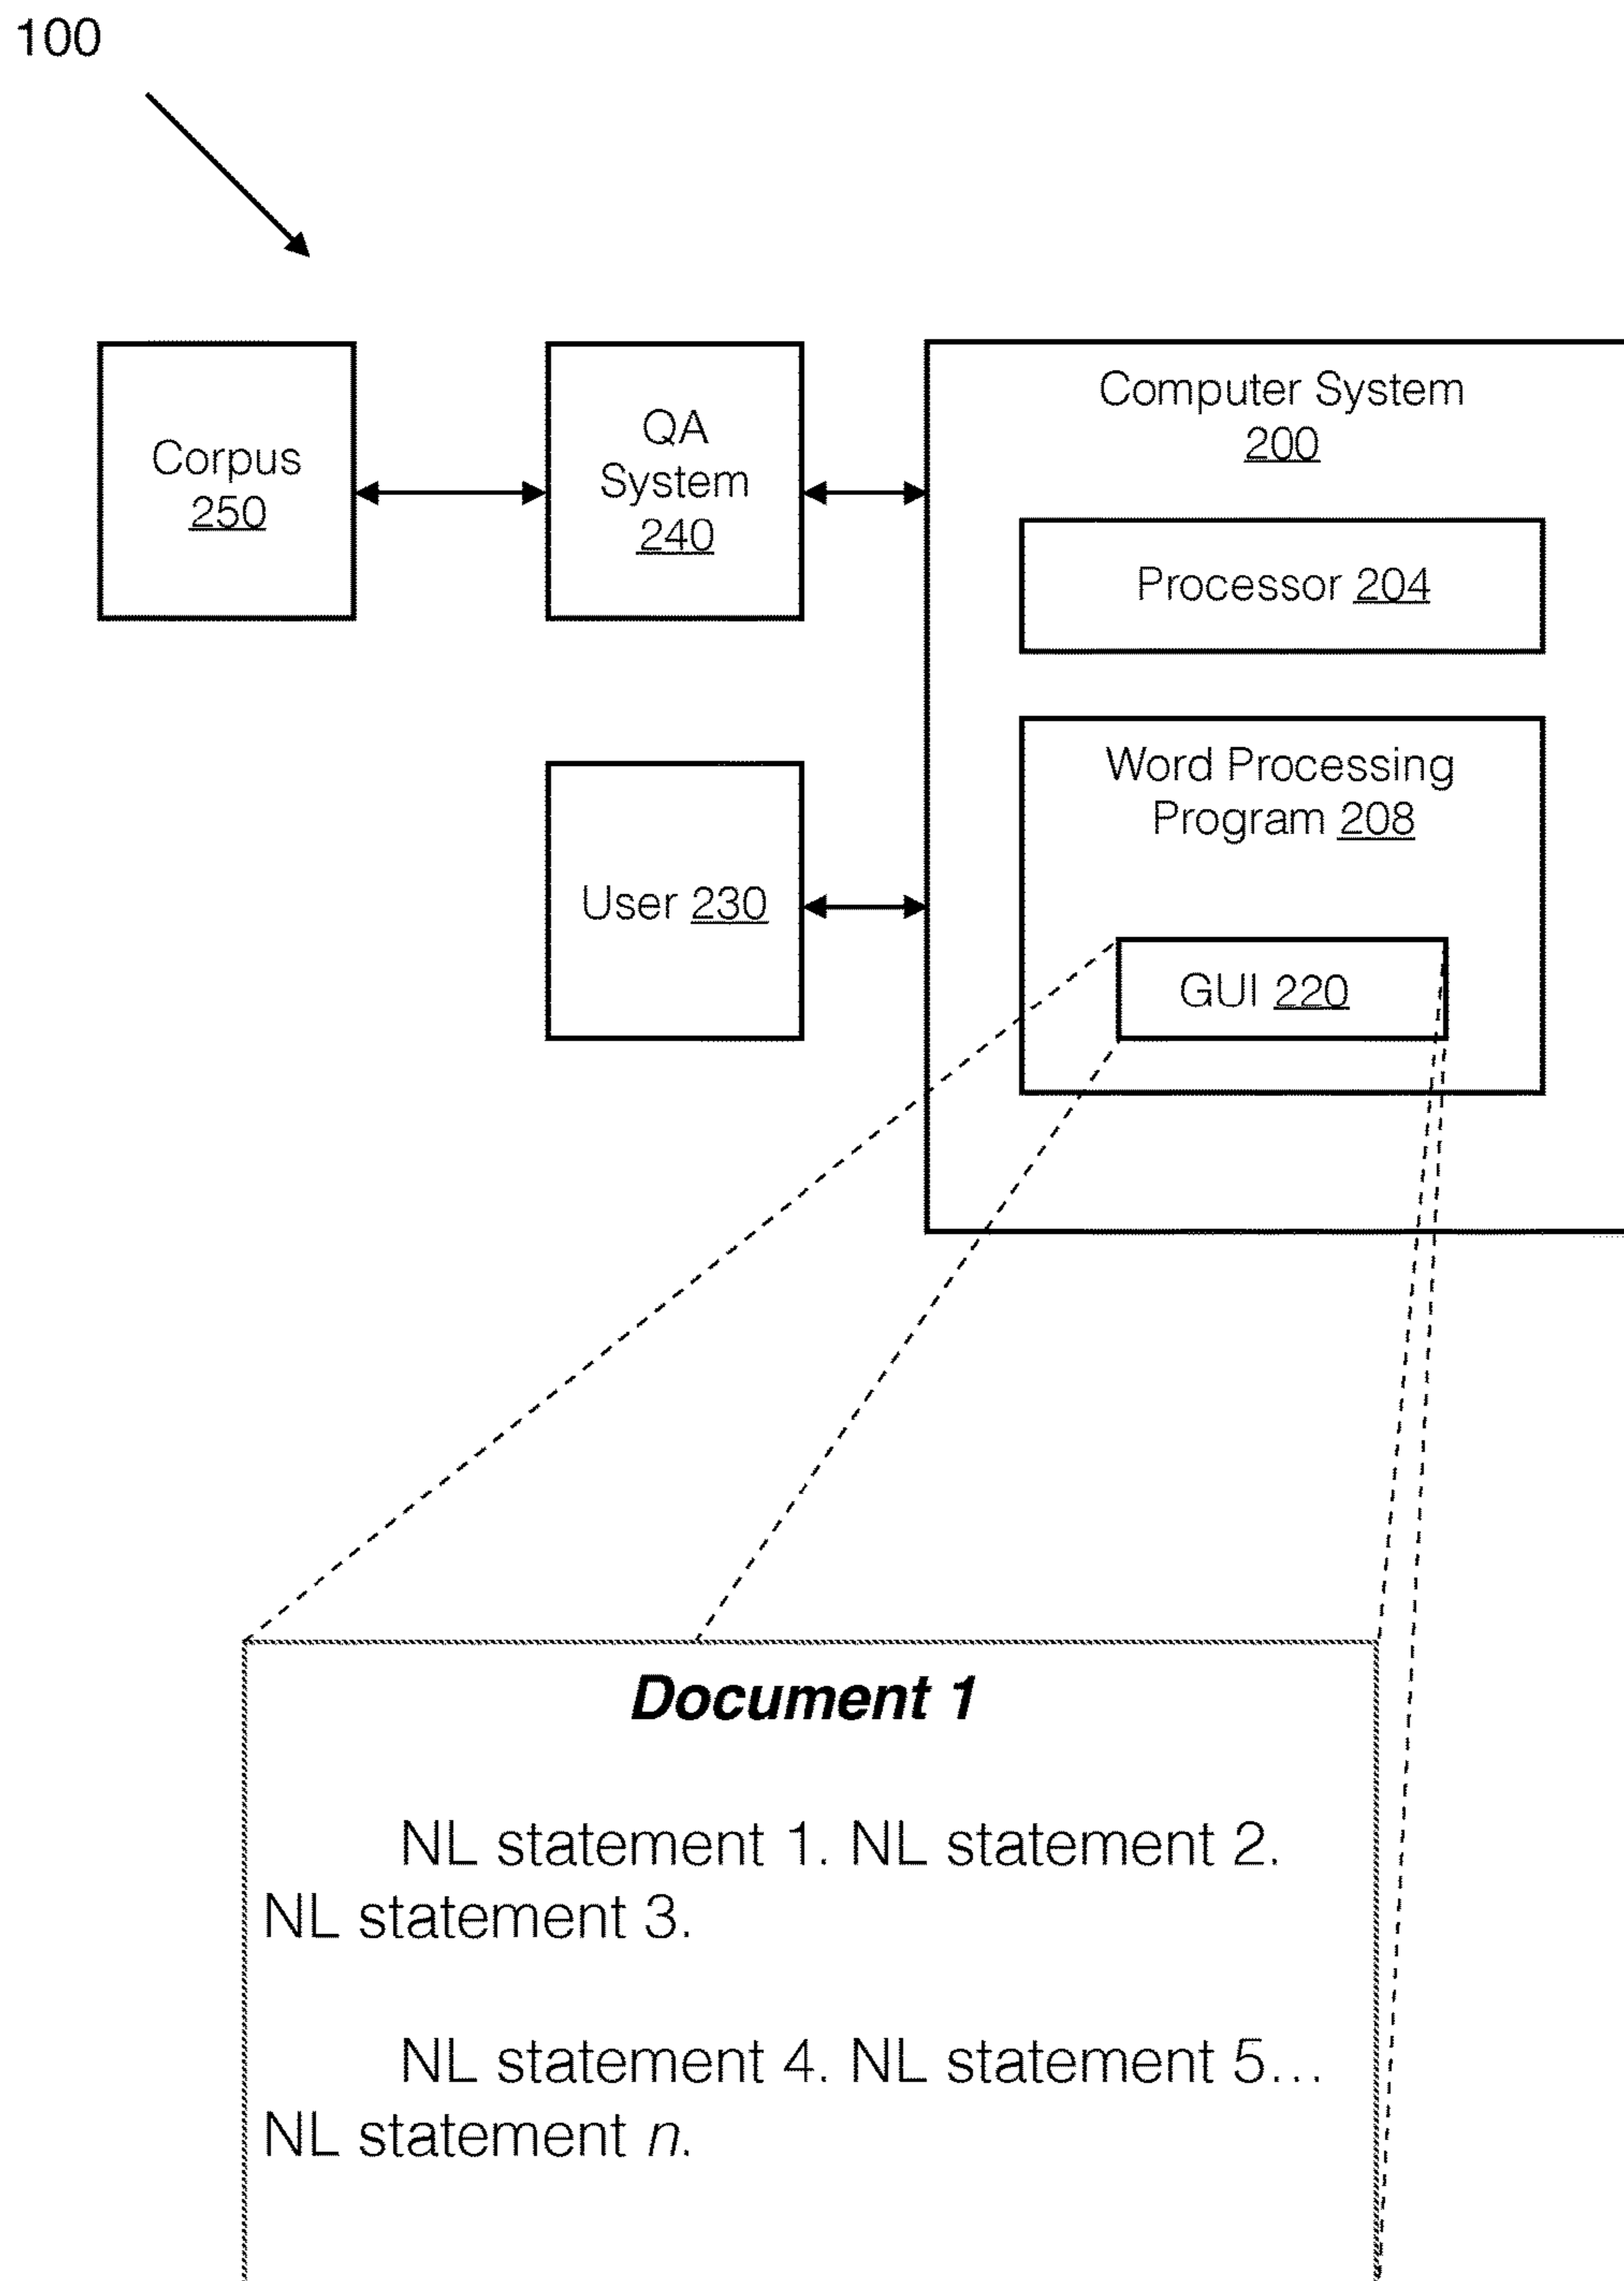 100
Corpus
250
QA
System
240
Computer System
200
Processor 204
Word Processing
Program 208
User 230
GUI 220
Document 1
NL statement 1. NL statement 2.
NL statement 3.
NL statement 4. NL statement 5...
NL statement n.